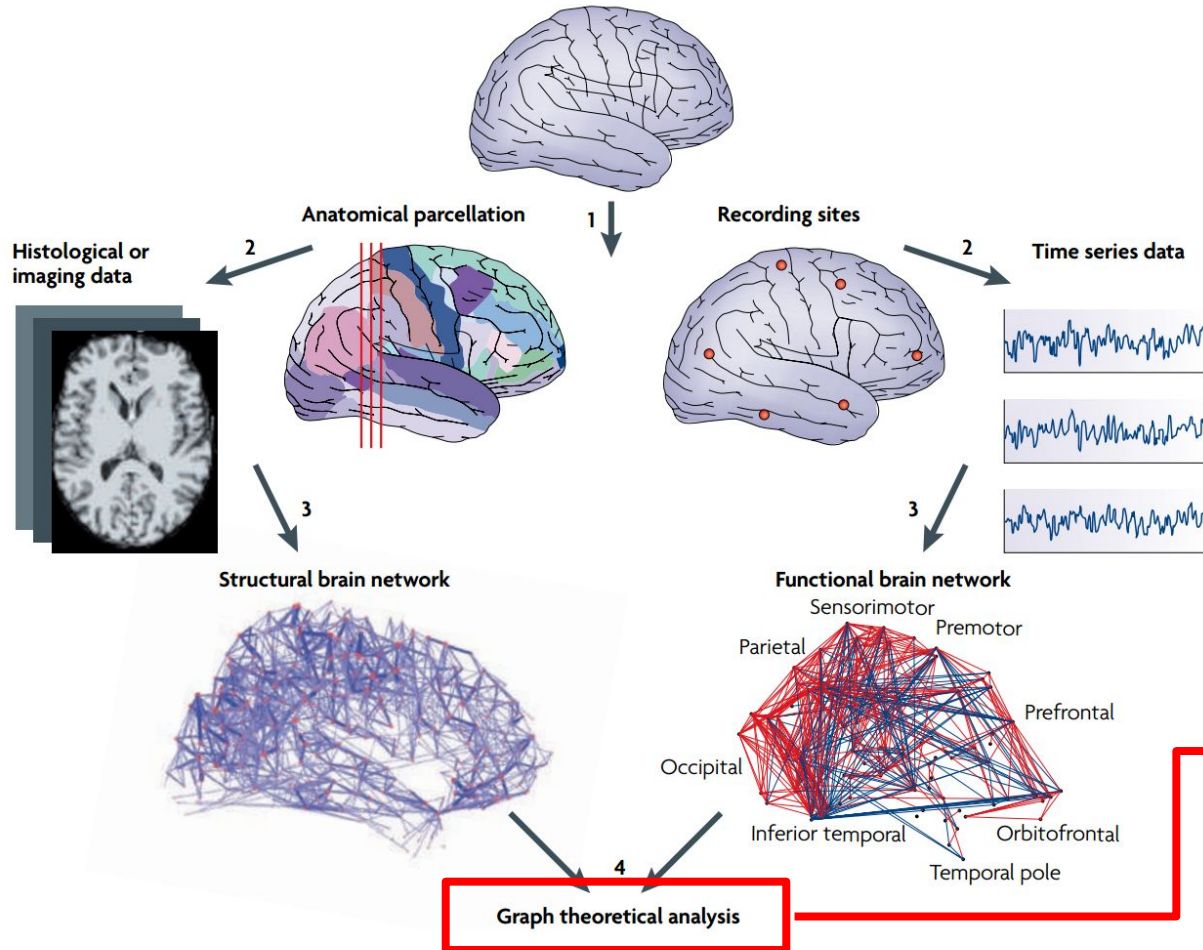 1
Anatomical parcellation
Recording sites
2
Histological or
imaging data
2
Time series data
3
3
Structural brain network
Functional brain network
Sensorimotor
Premotor
Parietal
Prefrontal
Occipital
Inferior temporal
Orbitofrontal
Temporal pole
4
Graph theoretical analysis